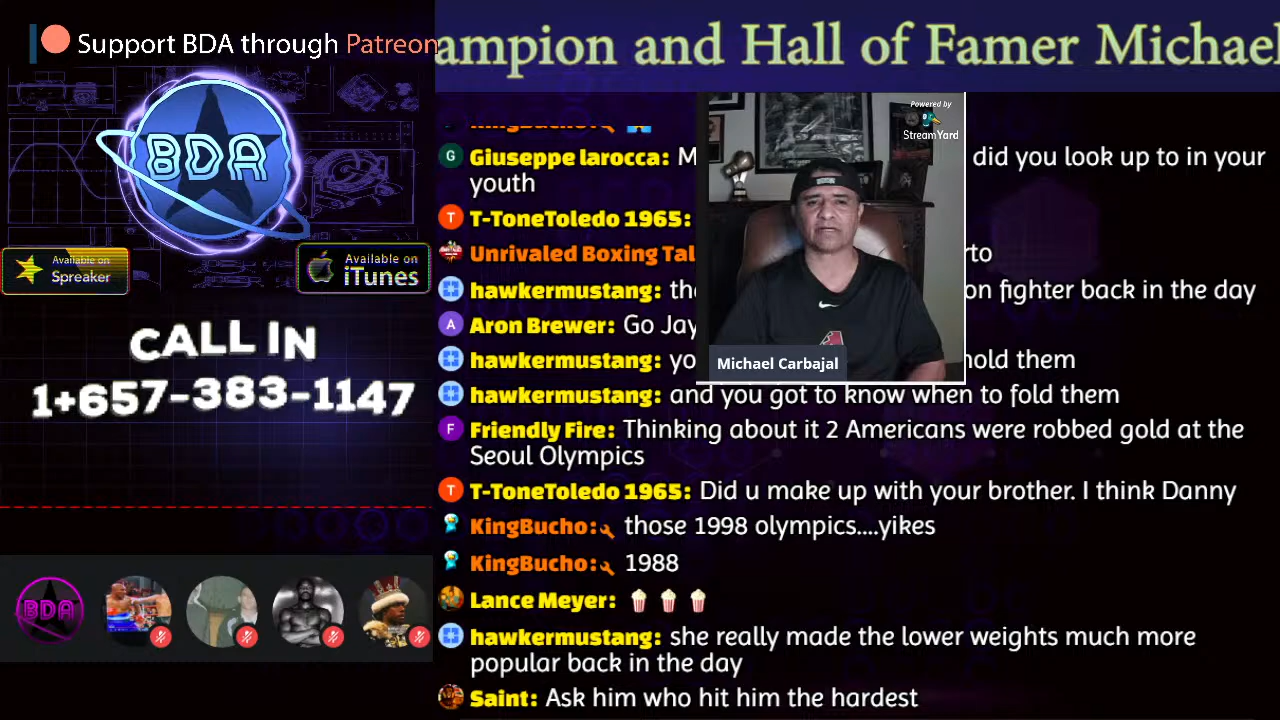 Support BDA through Patreon
ampion and Hall of Famer Michael
BDA
Available on
Spreaker
Available on
iTunes
CALL IN
1+657-383-1147
BDA
Powered by
StreamYard
Michael Carbajal
KingBucho:
Giuseppe Iarocca: M did you look up to in your
youth
T-ToneToledo 1965:
Unrivaled Boxing Tal rto
hawkermustang: the on fighter back in the day
Aron Brewer: Go Jay
hawkermustang: yo hold them
hawkermustang: and you got to know when to fold them
Friendly Fire: Thinking about it 2 Americans were robbed gold at the
Seoul Olympics
T-ToneToledo 1965: Did u make up with your brother. I think Danny
KingBucho: those 1998 olympics....yikes
KingBucho: 1988
Lance Meyer:
hawkermustang: she really made the lower weights much more
popular back in the day
Saint: Ask him who hit him the hardest